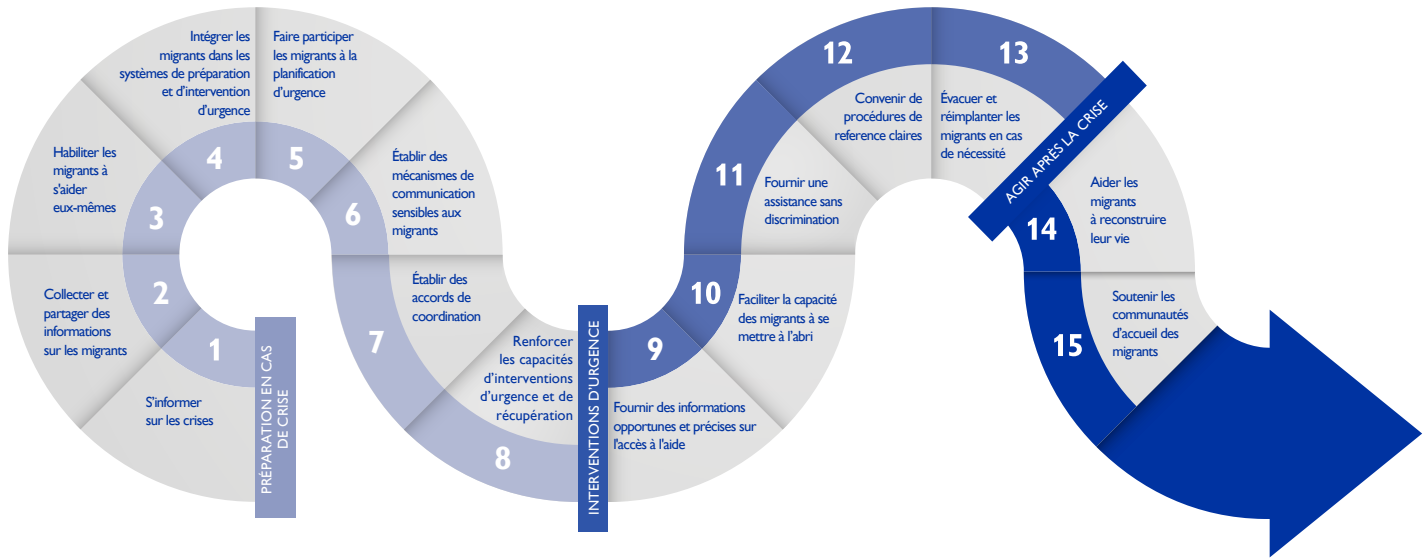 PRÉPARATION EN CAS
DE CRISE
1
S'informer
sur les crises
2
Collecter et
partager des
informations
sur les migrants
3
Habiliter les
migrants à
s'aider
eux-mêmes
4
Intégrer les
migrants dans les
systèmes de préparation
et d'intervention
d'urgence
5
Faire participer
les migrants à la
planification
d'urgence
6
Établir des
mécanismes de
communication
sensibles aux
migrants
7
Établir des
accords de
coordination
8
Renforcer
les capacités
d'interventions
d'urgence et de
récupération
INTERVENTIONS D'URGENCE
9
Fournir des informations
opportunes et précises sur
l'accès à l'aide
10
Faciliter la capacité
des migrants à se
mettre à l'abri
11
Fournir une
assistance sans
discrimination
12
Convenir de
procédures de
reference claires
13
Évacuer et
réimplanter les
migrants en cas
de nécessité
AGIR APRÈS LA CRISE
14
Aider les
migrants
à reconstruire
leur vie
15
Soutenir les
communautés
d'accueil des
migrants